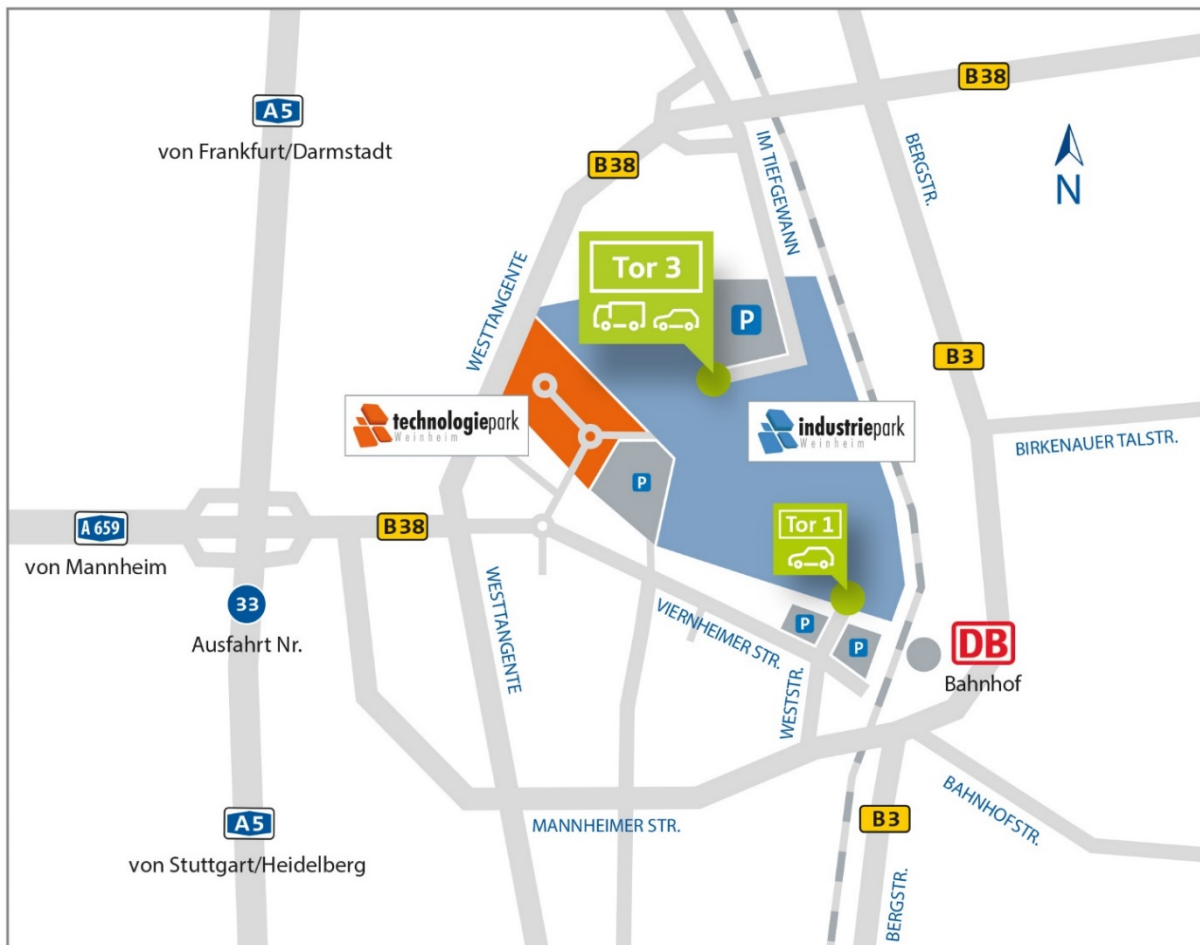 A5
von Frankfurt/Darmstadt
B38
B38
N
IM TIEFGEWANN
BERGSTR.
WESTTANGENTE
Tor 3
P
B3
technologiepark
Weinheim
industriepark
Weinheim
BIRKENAUER TALSTR.
P
A 659
von Mannheim
B38
Tor 1
33
Ausfahrt Nr.
WESTTANGENTE
VIERNHEIMER STR.
P
P
DB
Bahnhof
WESTSTR.
A5
von Stuttgart/Heidelberg
MANNHEIMER STR.
B3
BAHNHOFSTR.
BERGSTR.